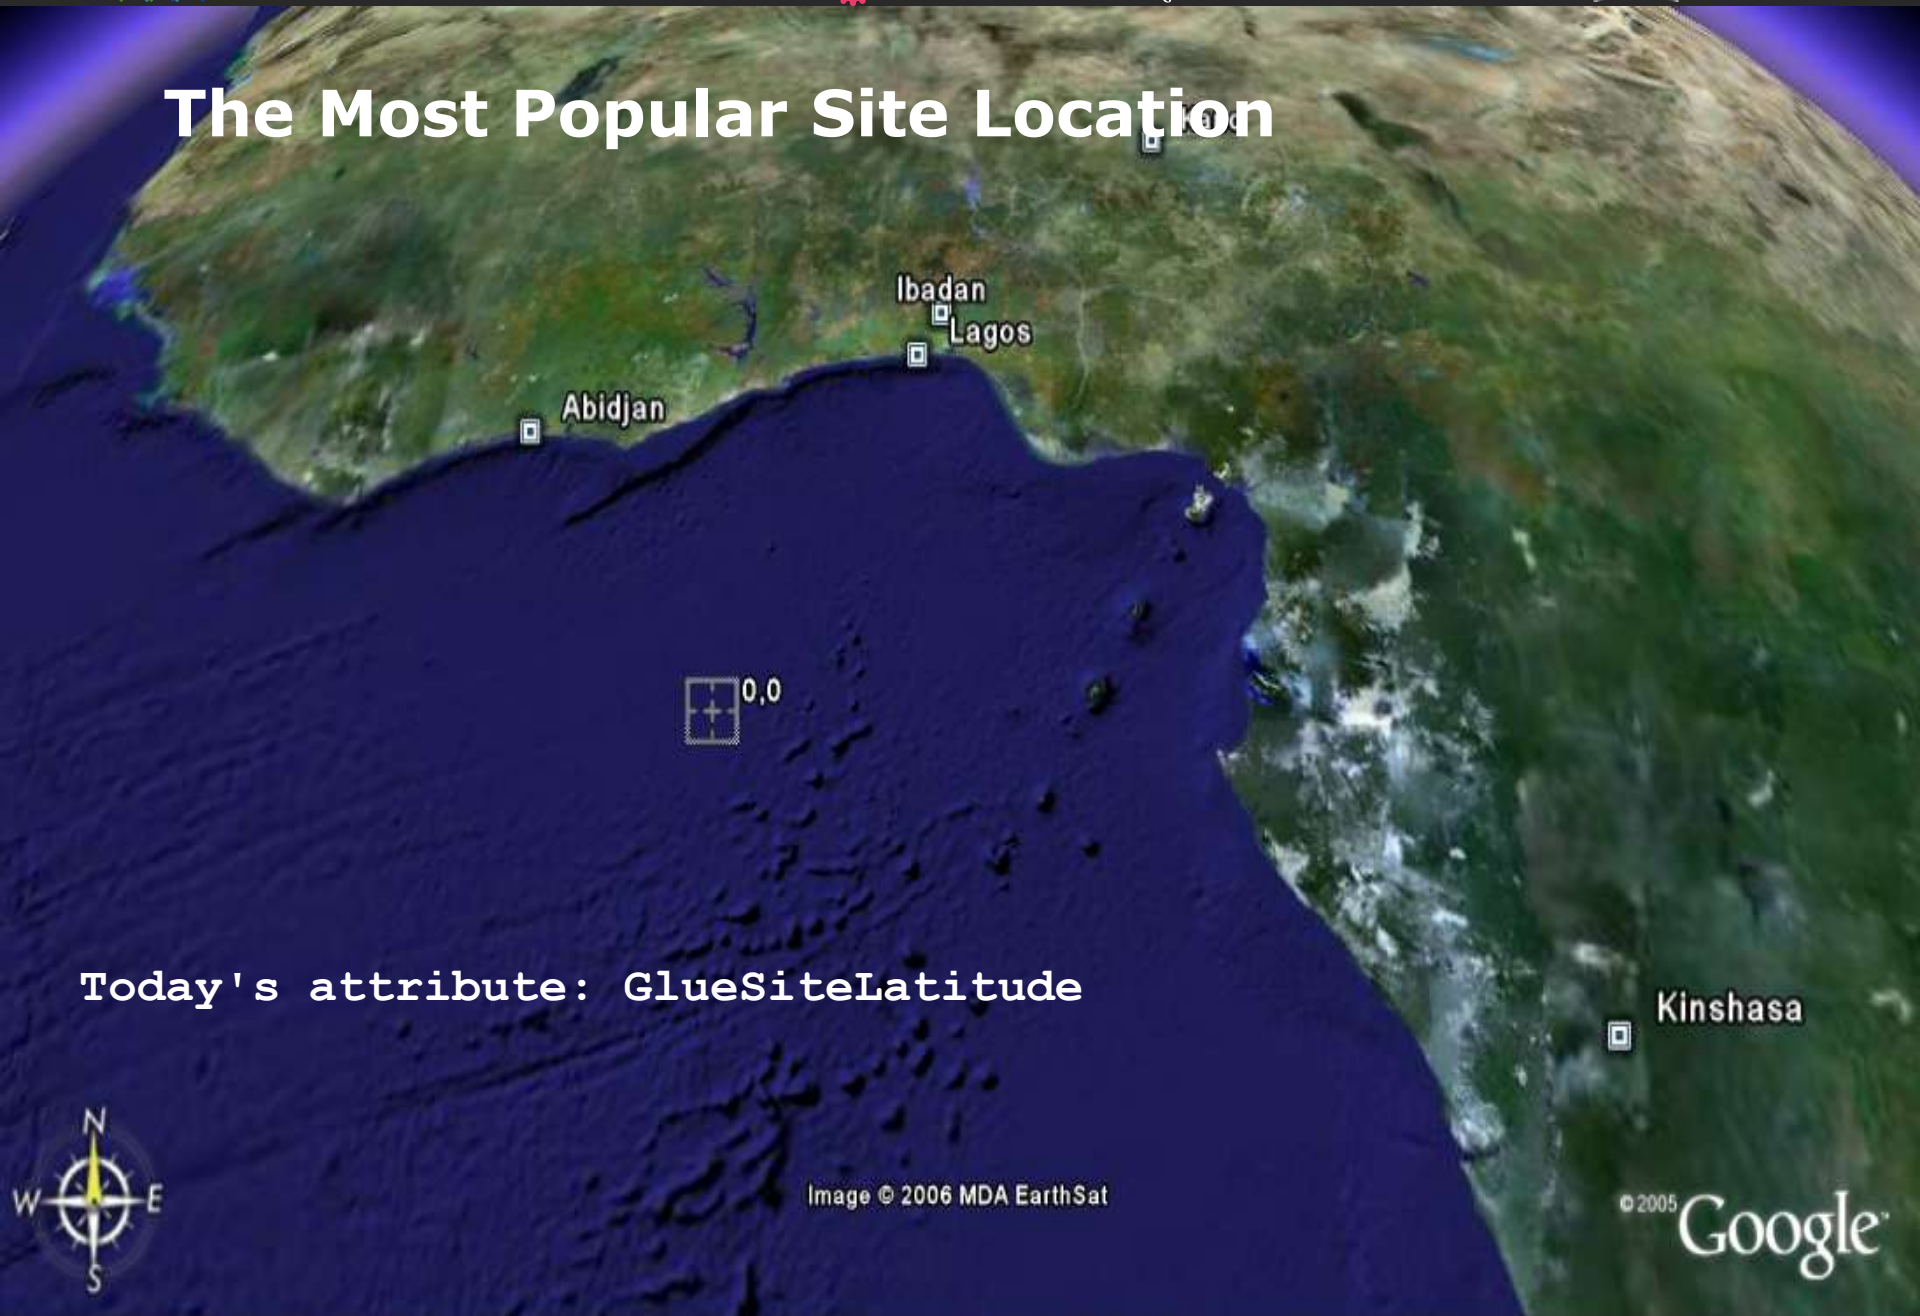 The Most Popular Site Location
Ibadan
Lagos
Abidjan
0,0
Today's attribute: GlueSiteLatitude
Kinshasa
N
W E
S
Image © 2006 MDA EarthSat
© 2005 Google™